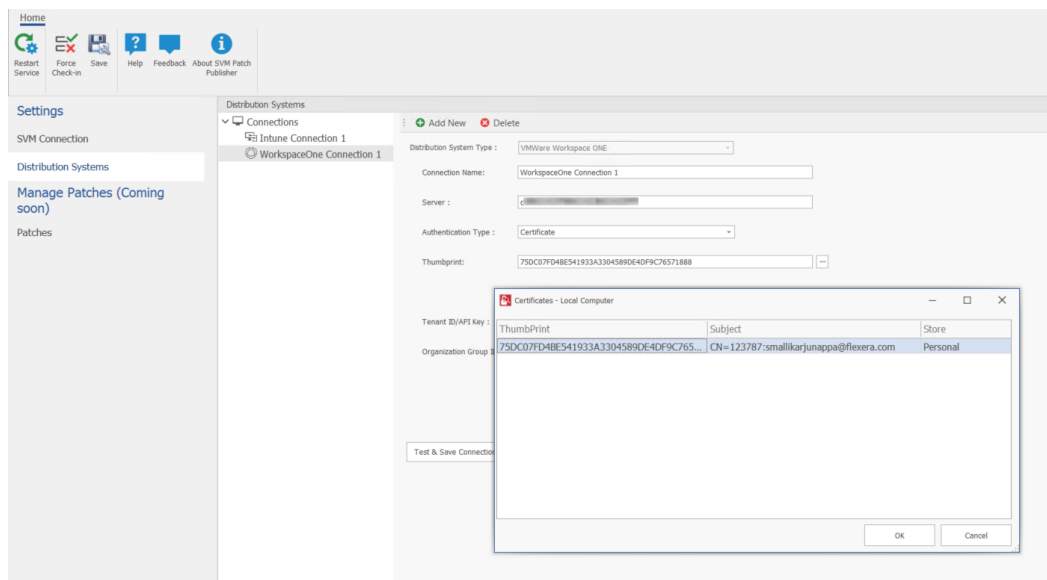 Home
Restart Service
Force Check-in
Save
Help
Feedback
About SVM Patch Publisher
Settings
SVM Connection
Distribution Systems
Manage Patches (Coming soon)
Patches
Distribution Systems
Connections
Intune Connection 1
WorkspaceOne Connection 1
Add New
Delete
Distribution System Type :
VMWare Workspace ONE
Connection Name:
WorkspaceOne Connection 1
Server :
Authentication Type :
Certificate
Thumbprint:
75DC07FD4BE541933A3304589DE4DF9C76571888
...
Tenant ID/API Key :
Organization Group
Test & Save Connection
Certificates - Local Computer
ThumbPrint Subject Store
75DC07FD4BE541933A3304589DE4DF9C765... CN=123787:smallikarjunappa@flexera.com Personal
OK
Cancel